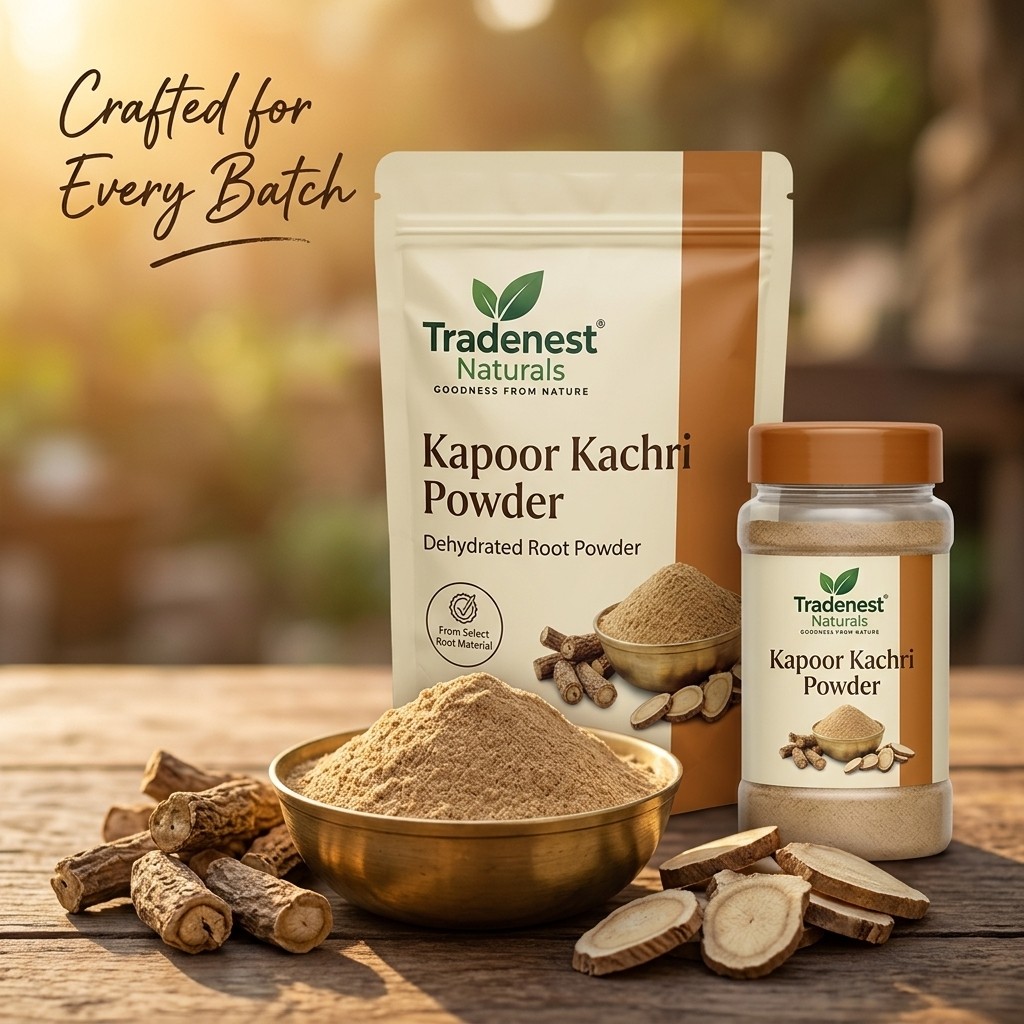 Crafted for
Every Batch
Tradenest®
Naturals
GOODNESS FROM NATURE
Kapoor Kachri
Powder
Dehydrated Root Powder
From Select
Root Material
Tradenest®
Naturals
GOODNESS FROM NATURE
Kapoor Kachri
Powder